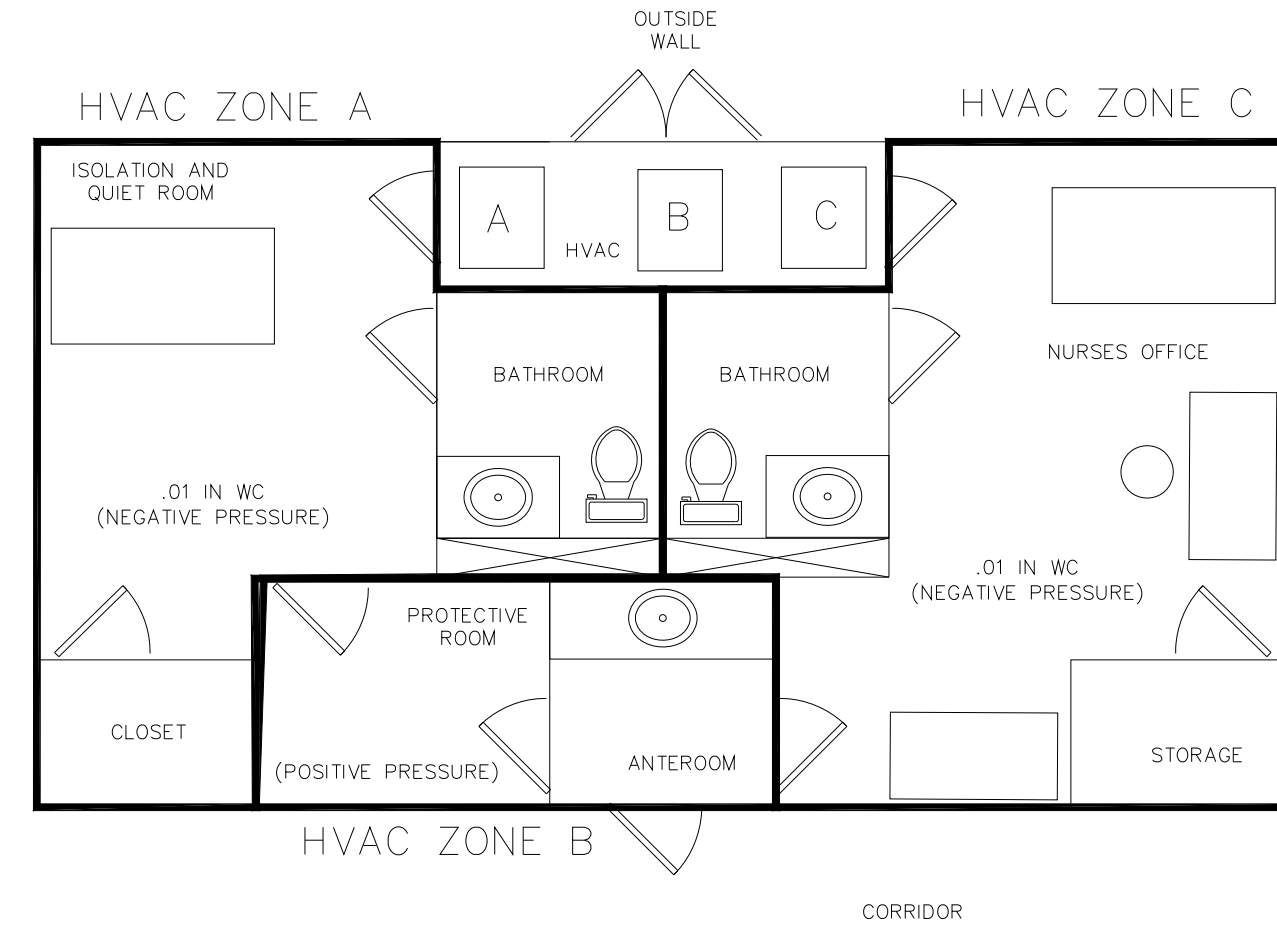 OUTSIDE
WALL
HVAC ZONE A
HVAC ZONE C
ISOLATION AND
QUIET ROOM
A
B
C
HVAC
NURSES OFFICE
BATHROOM
BATHROOM
.01 IN WC
(NEGATIVE PRESSURE)
.01 IN WC
(NEGATIVE PRESSURE)
PROTECTIVE
ROOM
CLOSET
(POSITIVE PRESSURE)
ANTEROOM
STORAGE
HVAC ZONE B
CORRIDOR